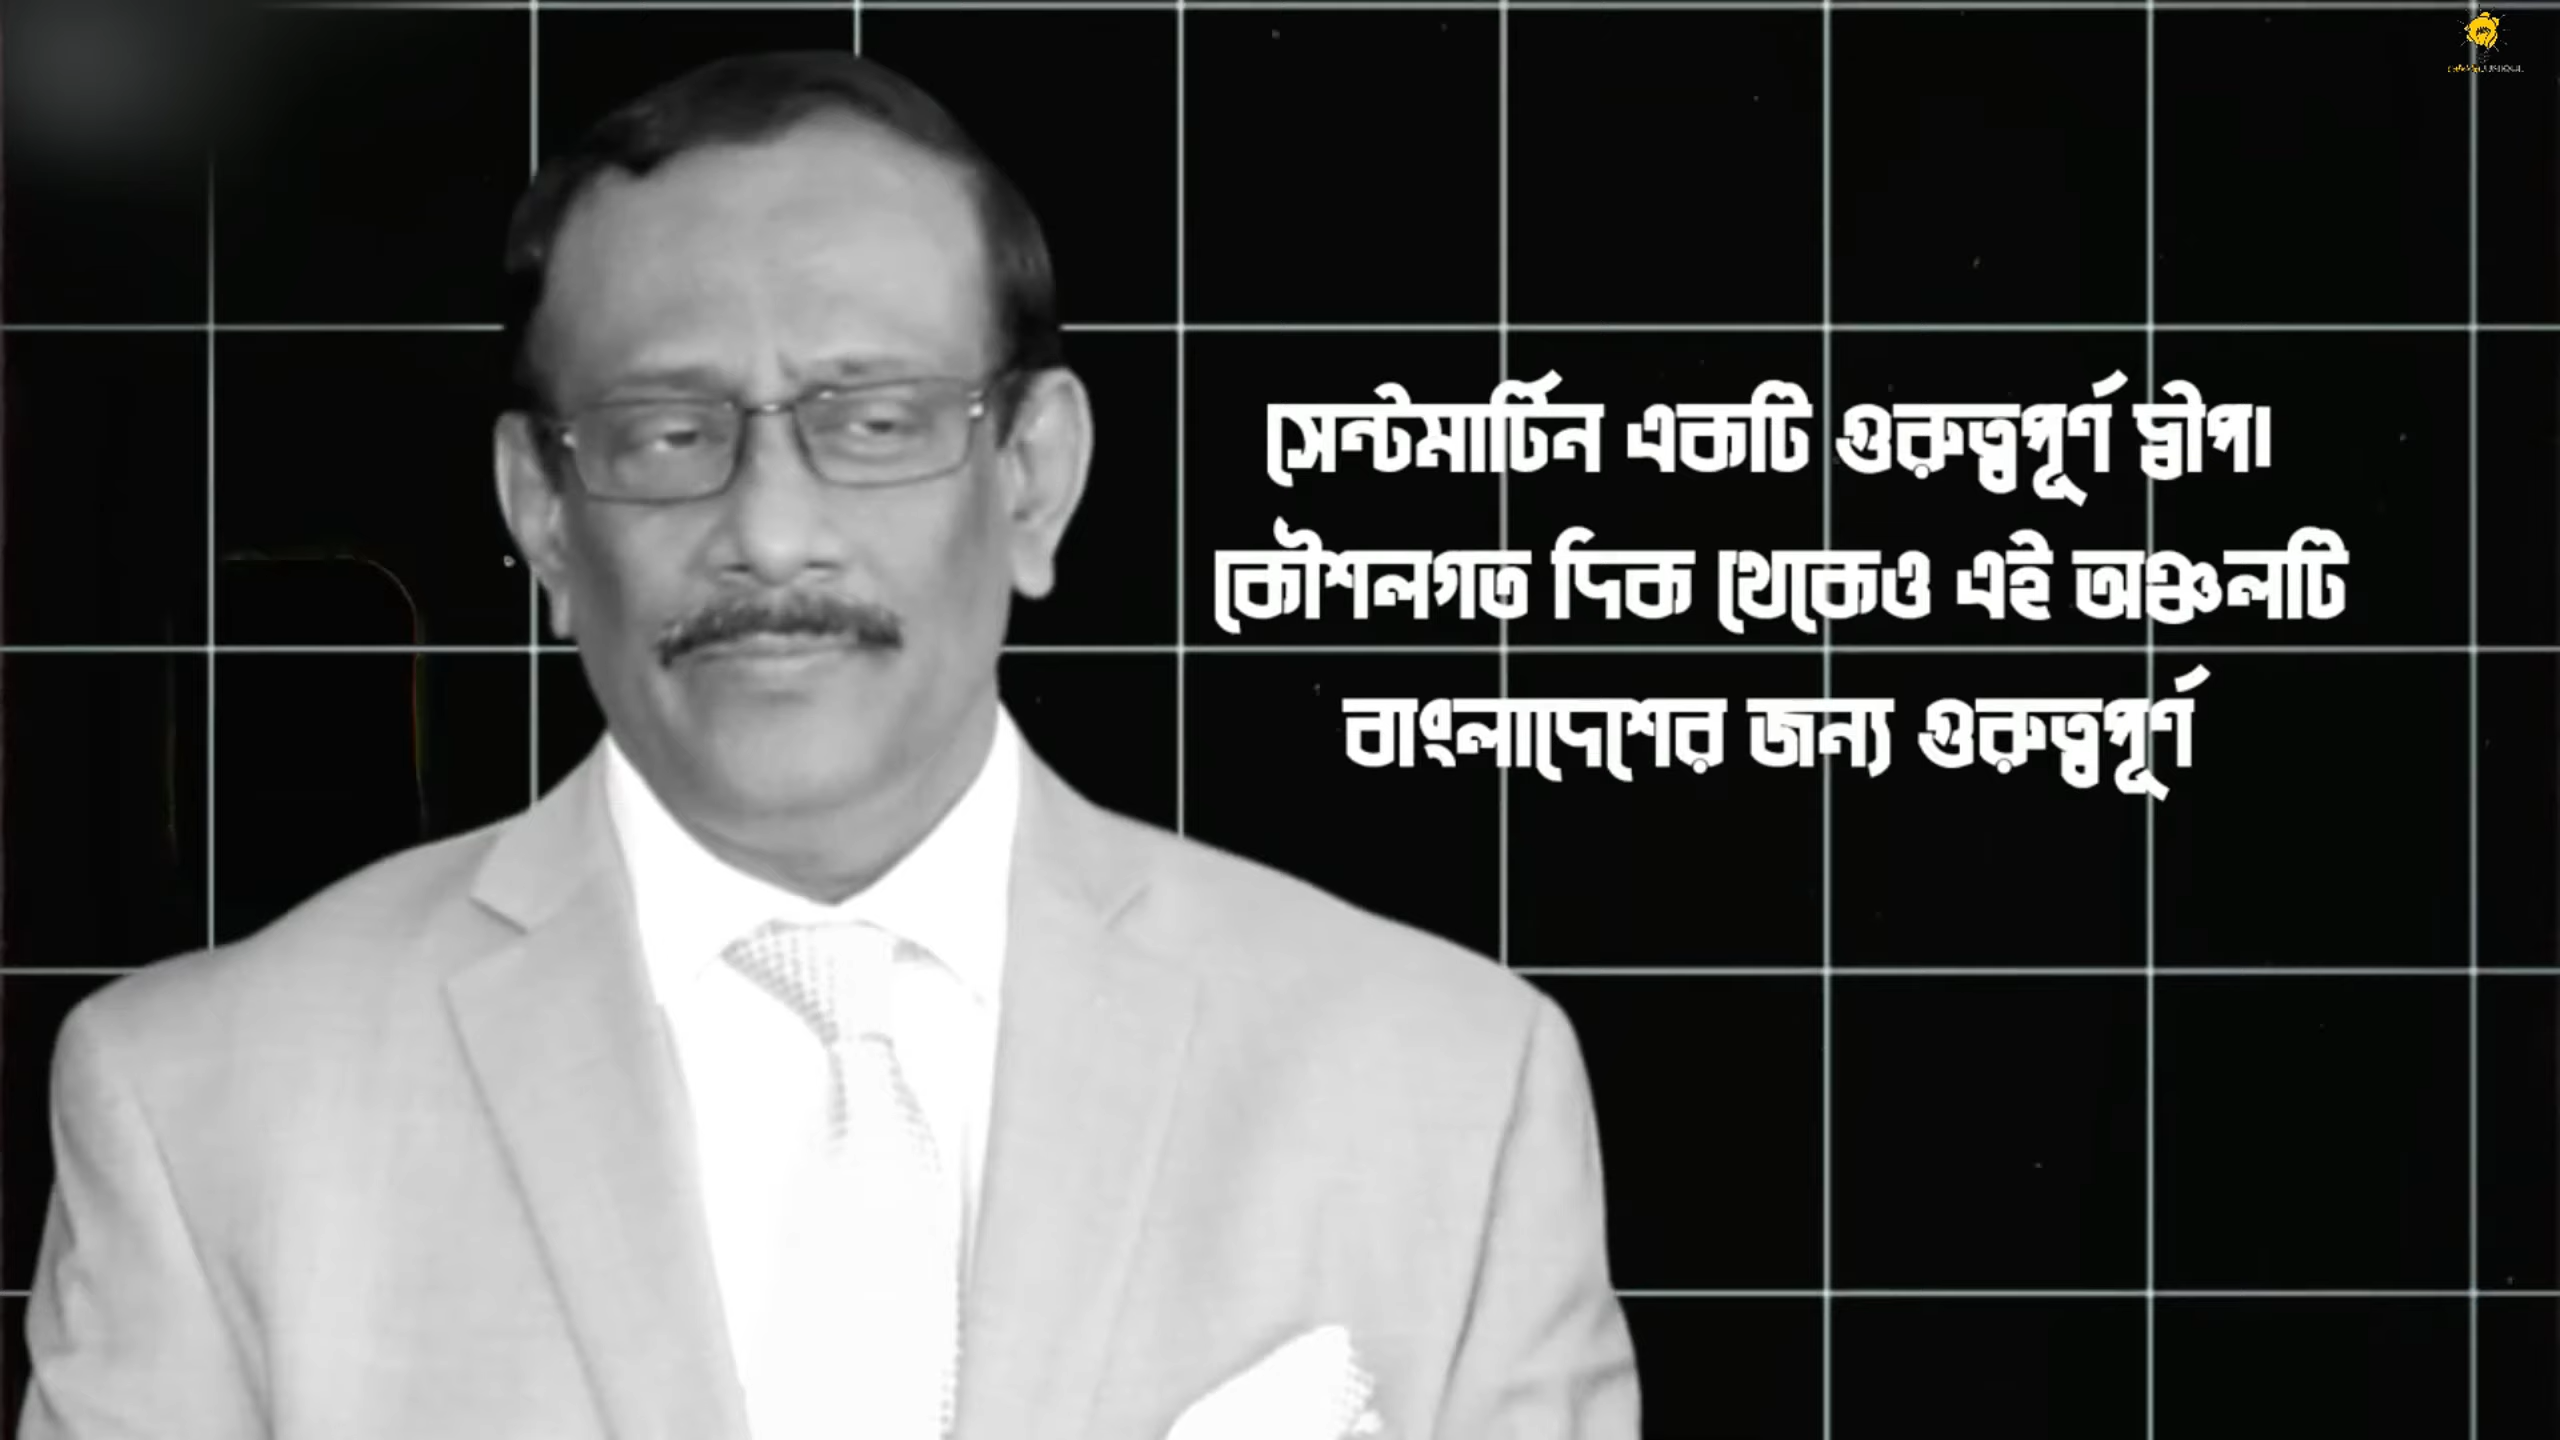 সেন্টমার্টিন একটি গুরুত্বপূর্ণ দ্বীপ।
কৌশলগত দিক থেকেও এই অঞ্চলটি
বাংলাদেশের জন্য গুরুত্বপূর্ণ